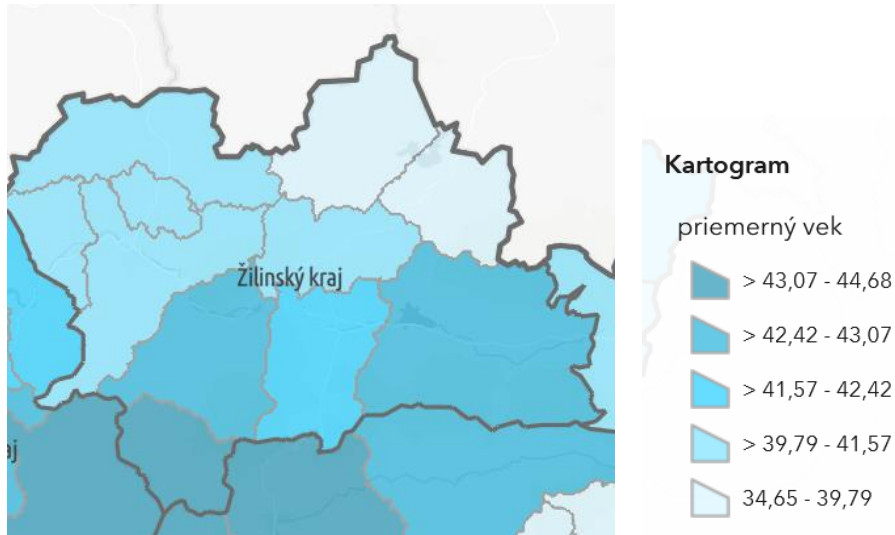 Žilinský kraj
aj
Kartogram
priemerný vek
> 43,07 - 44,68
> 42,42 - 43,07
> 41,57 - 42,42
> 39,79 - 41,57
34,65 - 39,79